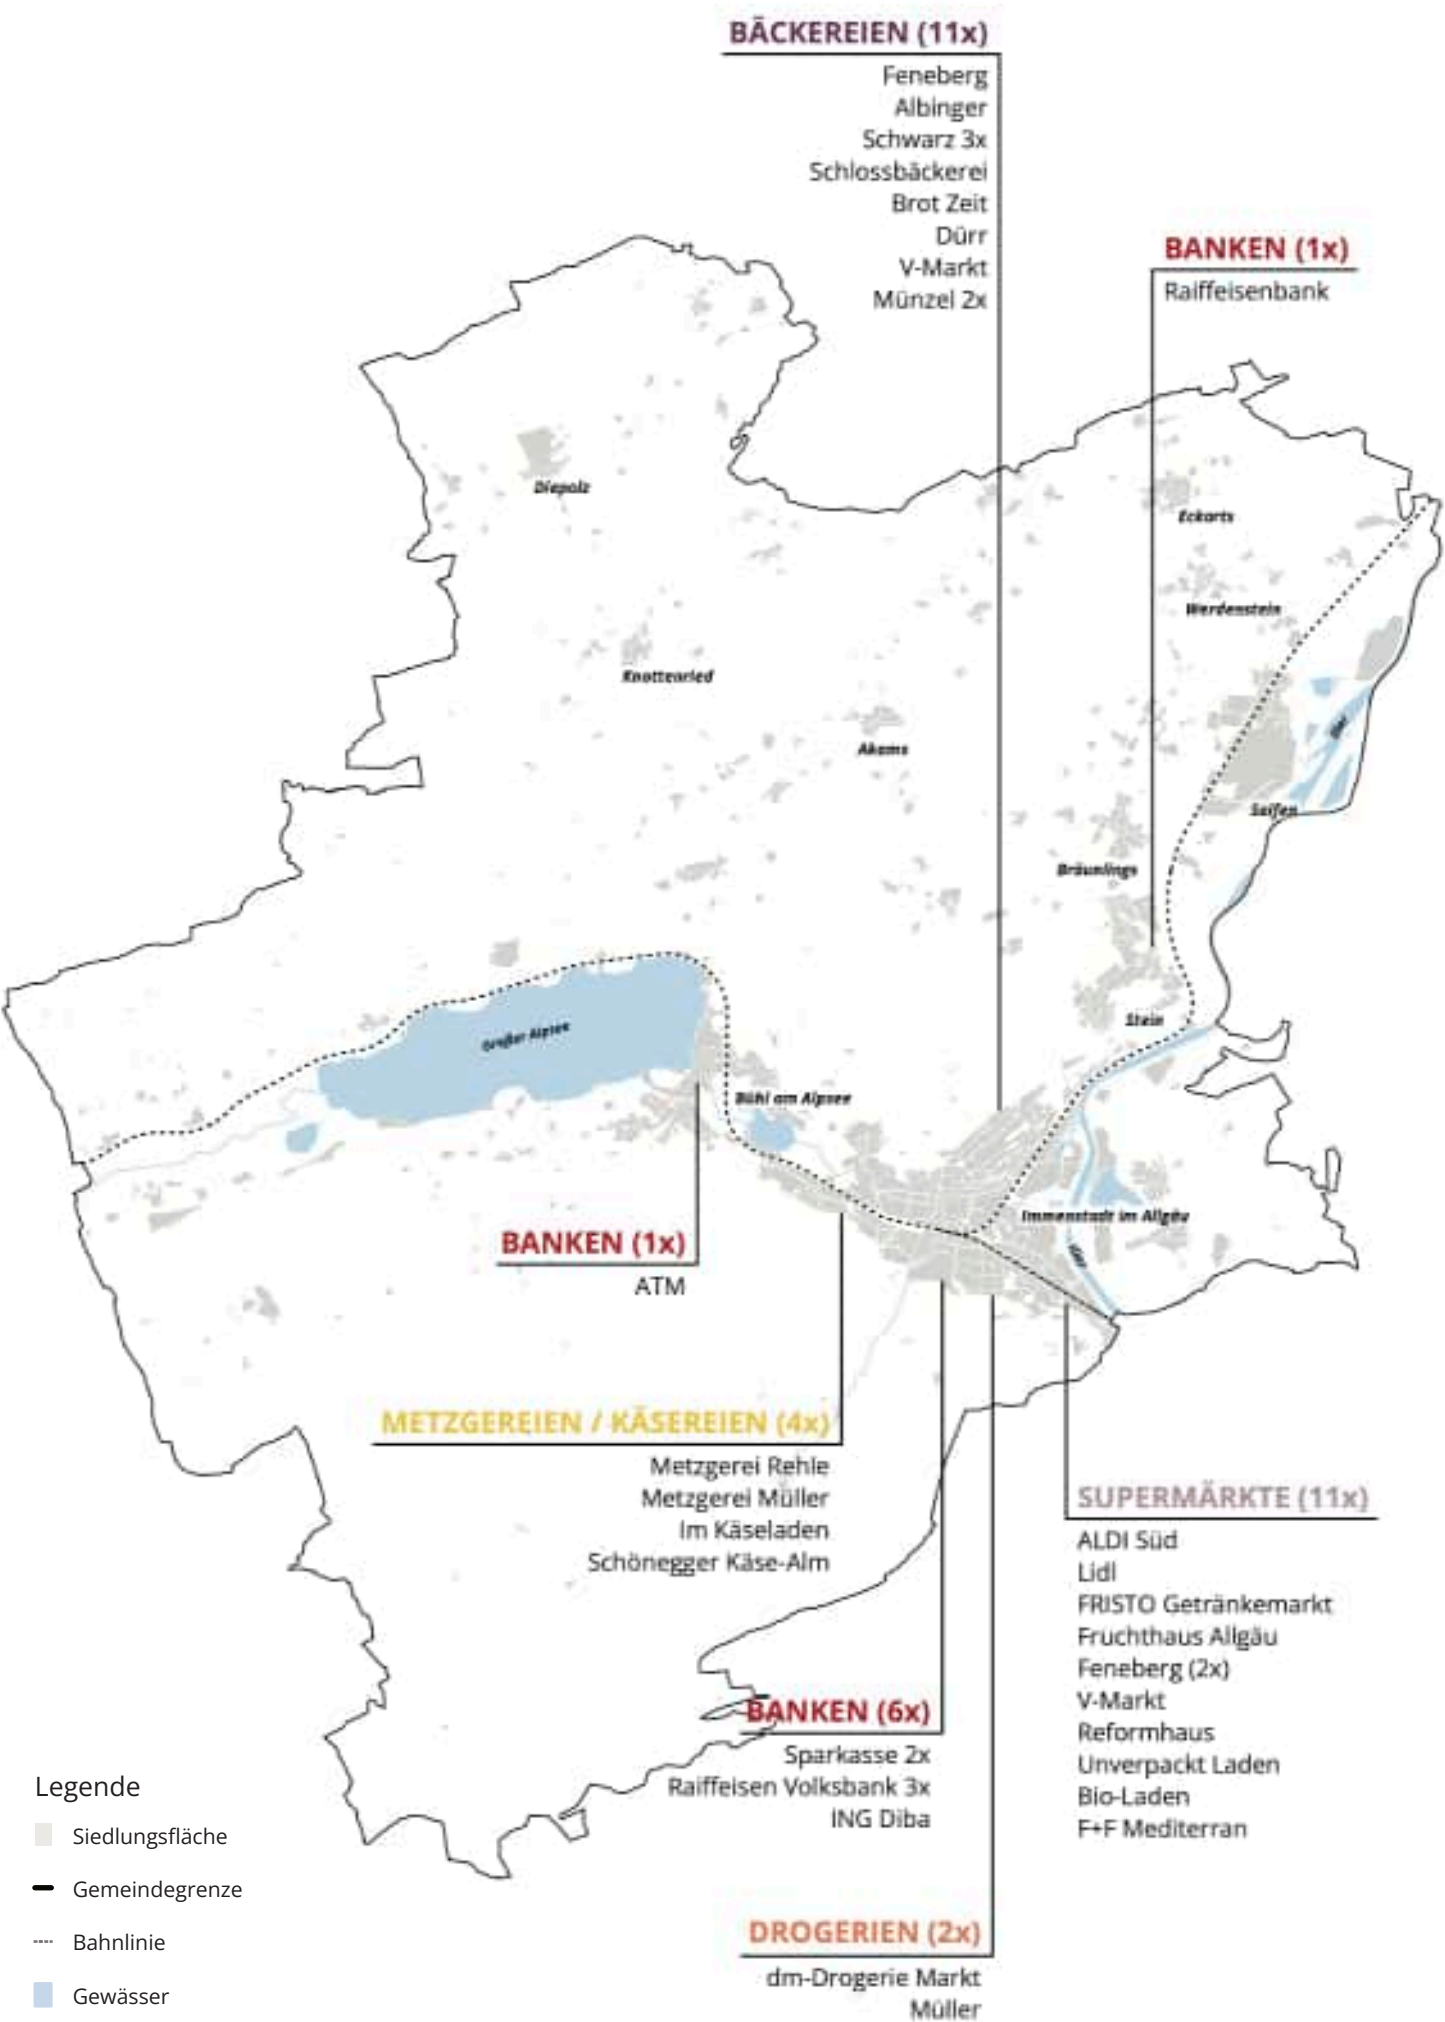 BÄCKEREIEN (11x)
Feneberg
Albinger
Schwarz 3x
Schlossbäckerei
Brot Zeit
Dürr
V-Markt
Münzel 2x
BANKEN (1x)
Raiffeisenbank
Diepolz
Eckarts
Werdenstein
Knottenried
Akams
Iller
Seifen
Bräunlings
Großer Alpsee
Stein
Bühl am Alpsee
Immenstadt im Allgäu
Iller
BANKEN (1x)
ATM
METZGEREIEN / KÄSEREIEN (4x)
Metzgerei Rehle
Metzgerei Müller
Im Käseladen
Schönegger Käse-Alm
SUPERMÄRKTE (11x)
ALDI Süd
Lidl
FRISTO Getränkemarkt
Fruchthaus Allgäu
Feneberg (2x)
V-Markt
Reformhaus
Unverpackt Laden
Bio-Laden
F+F Mediterran
BANKEN (6x)
Sparkasse 2x
Raiffeisen Volksbank 3x
ING Diba
DROGERIEN (2x)
dm-Drogerie Markt
Müller
Legende
Siedlungsfläche
Gemeindegrenze
Bahnlinie
Gewässer